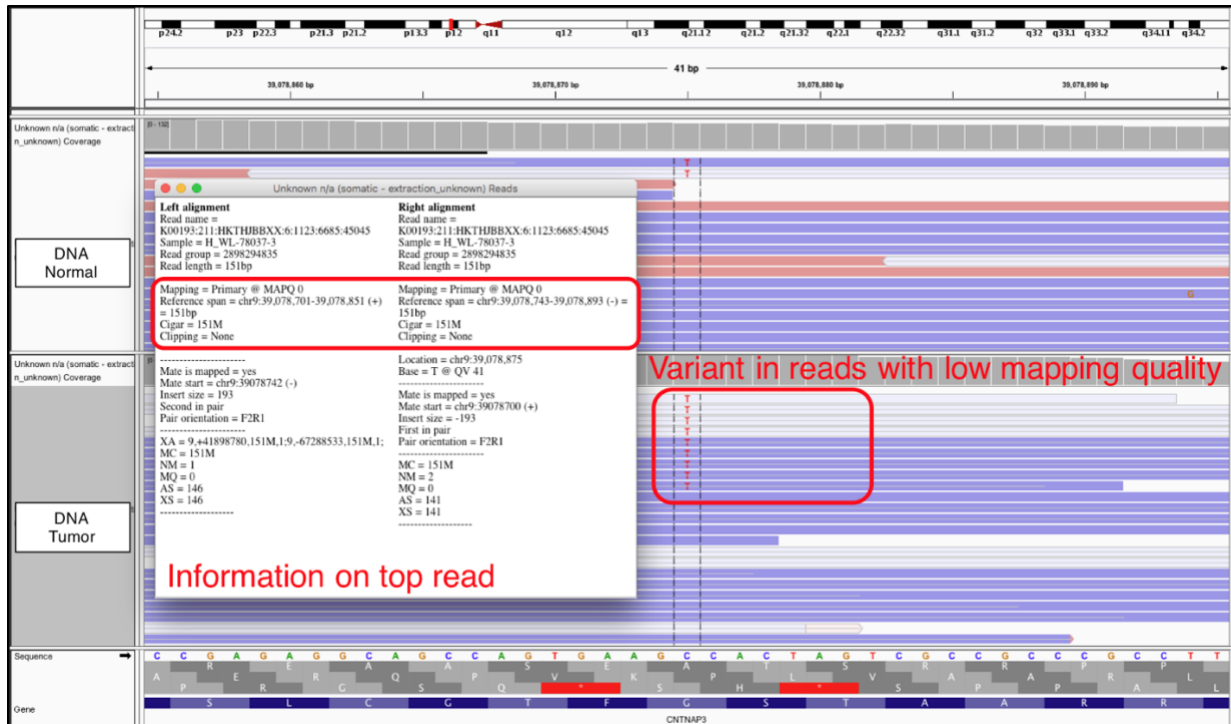 p24.2 p23 p22.3 p21.3 p21.2 p13.3 p12 q11 q12 q13 q21.12 q21.2 q21.32 q22.1 q22.32 q31.1 q31.2 q32 q33.1 q33.2 q34.11 q34.2
41 bp
39,078,860 bp 39,078,870 bp 39,078,880 bp 39,078,890 bp
Unknown n/a (somatic - extracti
n_unknown) Coverage
[0 - 132]
T
T
DNA
Normal
G
Unknown n/a (somatic - extraction_unknown) Reads
Left alignment
Read name =
K00193:211:HKTHJBBXX:6:1123:6685:45045
Sample = H_WL-78037-3
Read group = 2898294835
Read length = 151bp
Mapping = Primary @ MAPQ 0
Reference span = chr9:39,078,701-39,078,851 (+)
= 151bp
Cigar = 151M
Clipping = None
----------------------
Mate is mapped = yes
Mate start = chr9:39078742 (-)
Insert size = 193
Second in pair
Pair orientation = F2R1
----------------------
XA = 9,+41898780,151M,1;9,-67288533,151M,1;
MC = 151M
NM = 1
MQ = 0
AS = 146
XS = 146
-------------------
Right alignment
Read name =
K00193:211:HKTHJBBXX:6:1123:6685:45045
Sample = H_WL-78037-3
Read group = 2898294835
Read length = 151bp
Mapping = Primary @ MAPQ 0
Reference span = chr9:39,078,743-39,078,893 (-) =
151bp
Cigar = 151M
Clipping = None
Location = chr9:39,078,875
Base = T @ QV 41
----------------------
Mate is mapped = yes
Mate start = chr9:39078700 (+)
Insert size = -193
First in pair
Pair orientation = F2R1
----------------------
MC = 151M
NM = 2
MQ = 0
AS = 141
XS = 141
-------------------
Information on top read
Unknown n/a (somatic - extracti
n_unknown) Coverage
Variant in reads with low mapping quality
T
T
T
T
T
T
T
T
T
DNA
Tumor
Sequence
C C G A G A G G C A G C C A G T G A A G C C A C T A G T C G C C G C C C G C C T T
R E A A S E A T S R R P
A E R Q P V K P L V A A R L
P R G S Q * S H * S P P A L
Gene
S L C G T F G S T A A R R
CNTNAP3